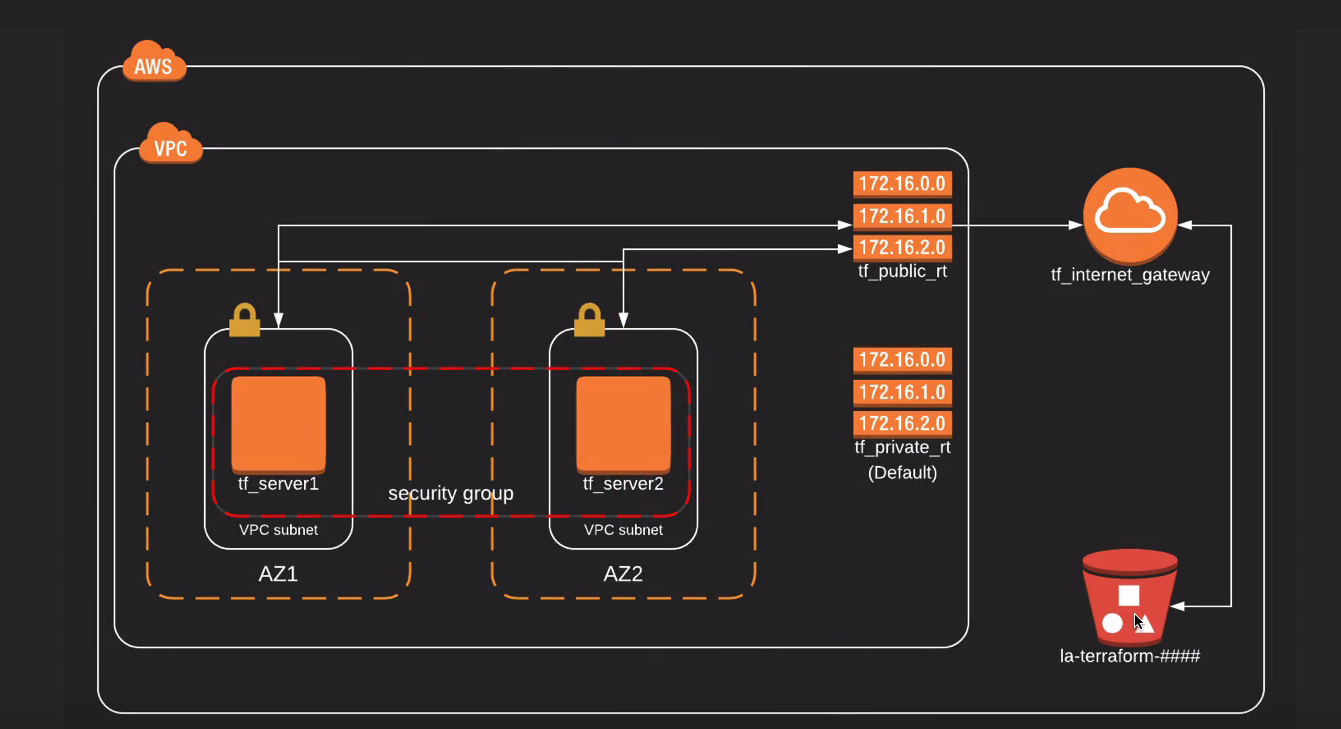 AWS
VPC
172.16.0.0
172.16.1.0
172.16.2.0
tf_public_rt
tf_internet_gateway
172.16.0.0
172.16.1.0
172.16.2.0
tf_private_rt
(Default)
tf_server1
tf_server2
security group
VPC subnet
VPC subnet
AZ1
AZ2
la-terraform-####